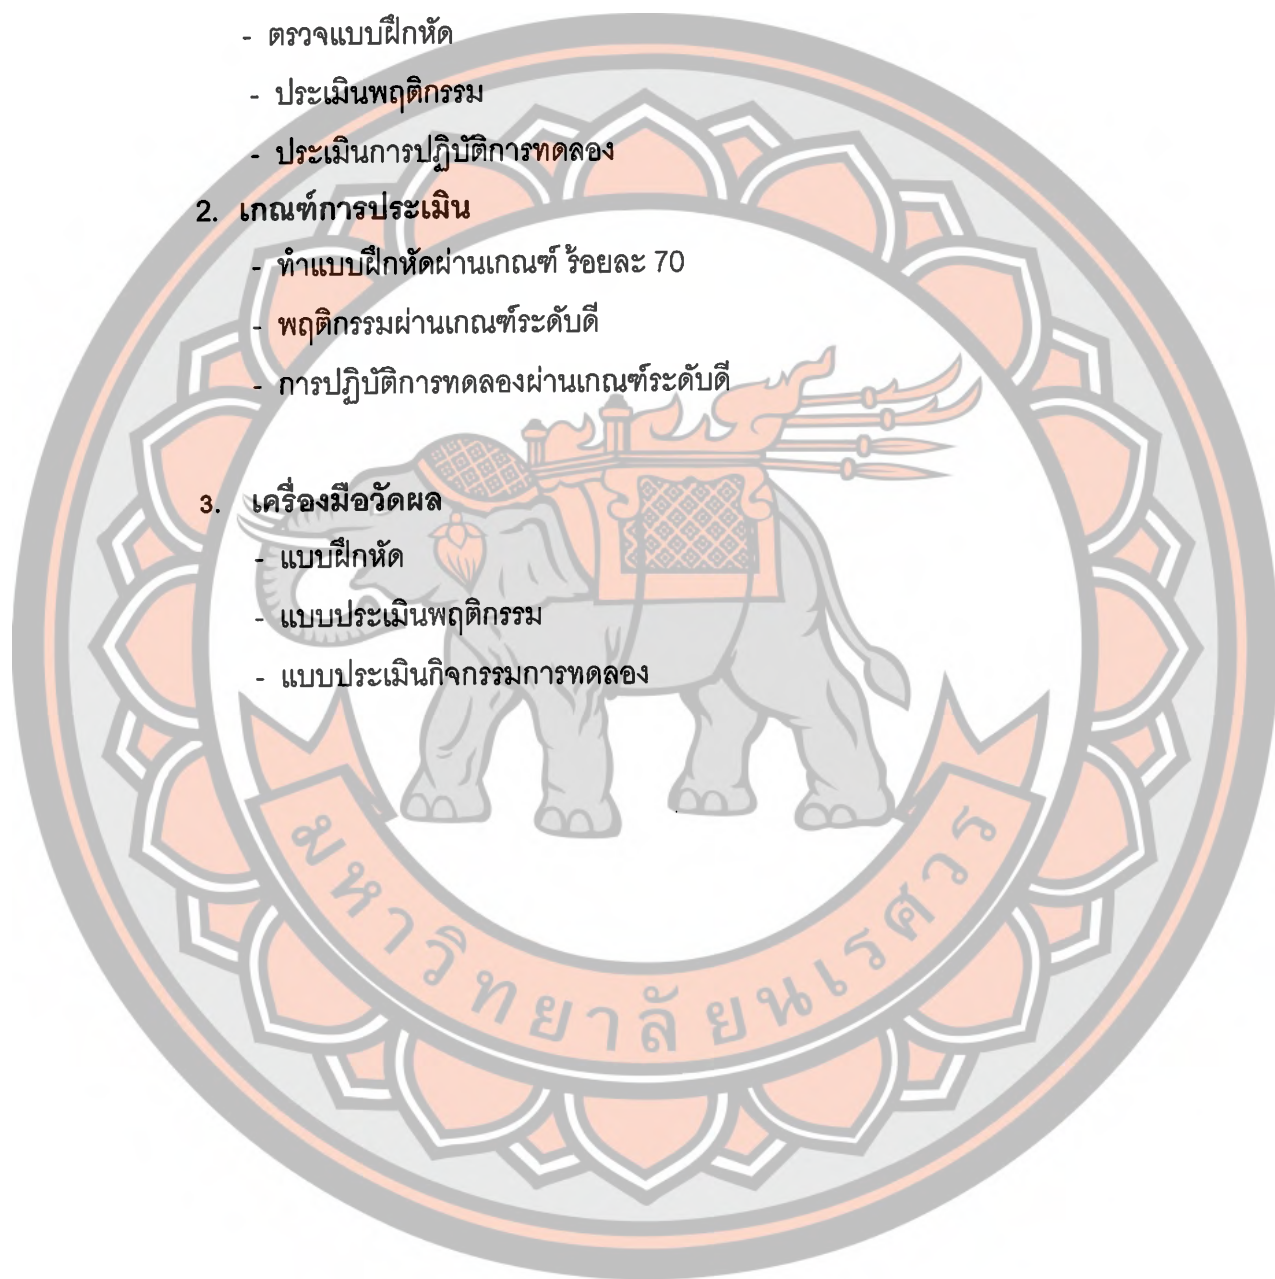 - ตรวจแบบฝึกหัด
- ประเมินพฤติกรรม
- ประเมินการปฏิบัติการทดลอง
2. เกณฑ์การประเมิน
- ทำแบบฝึกหัดผ่านเกณฑ์ ร้อยละ 70
- พฤติกรรมผ่านเกณฑ์ระดับดี
- การปฏิบัติการทดลองผ่านเกณฑ์ระดับดี
3. เครื่องมือวัดผล
- แบบฝึกหัด
- แบบประเมินพฤติกรรม
- แบบประเมินกิจกรรมการทดลอง
มหาวิทยาลัยนเรศวร